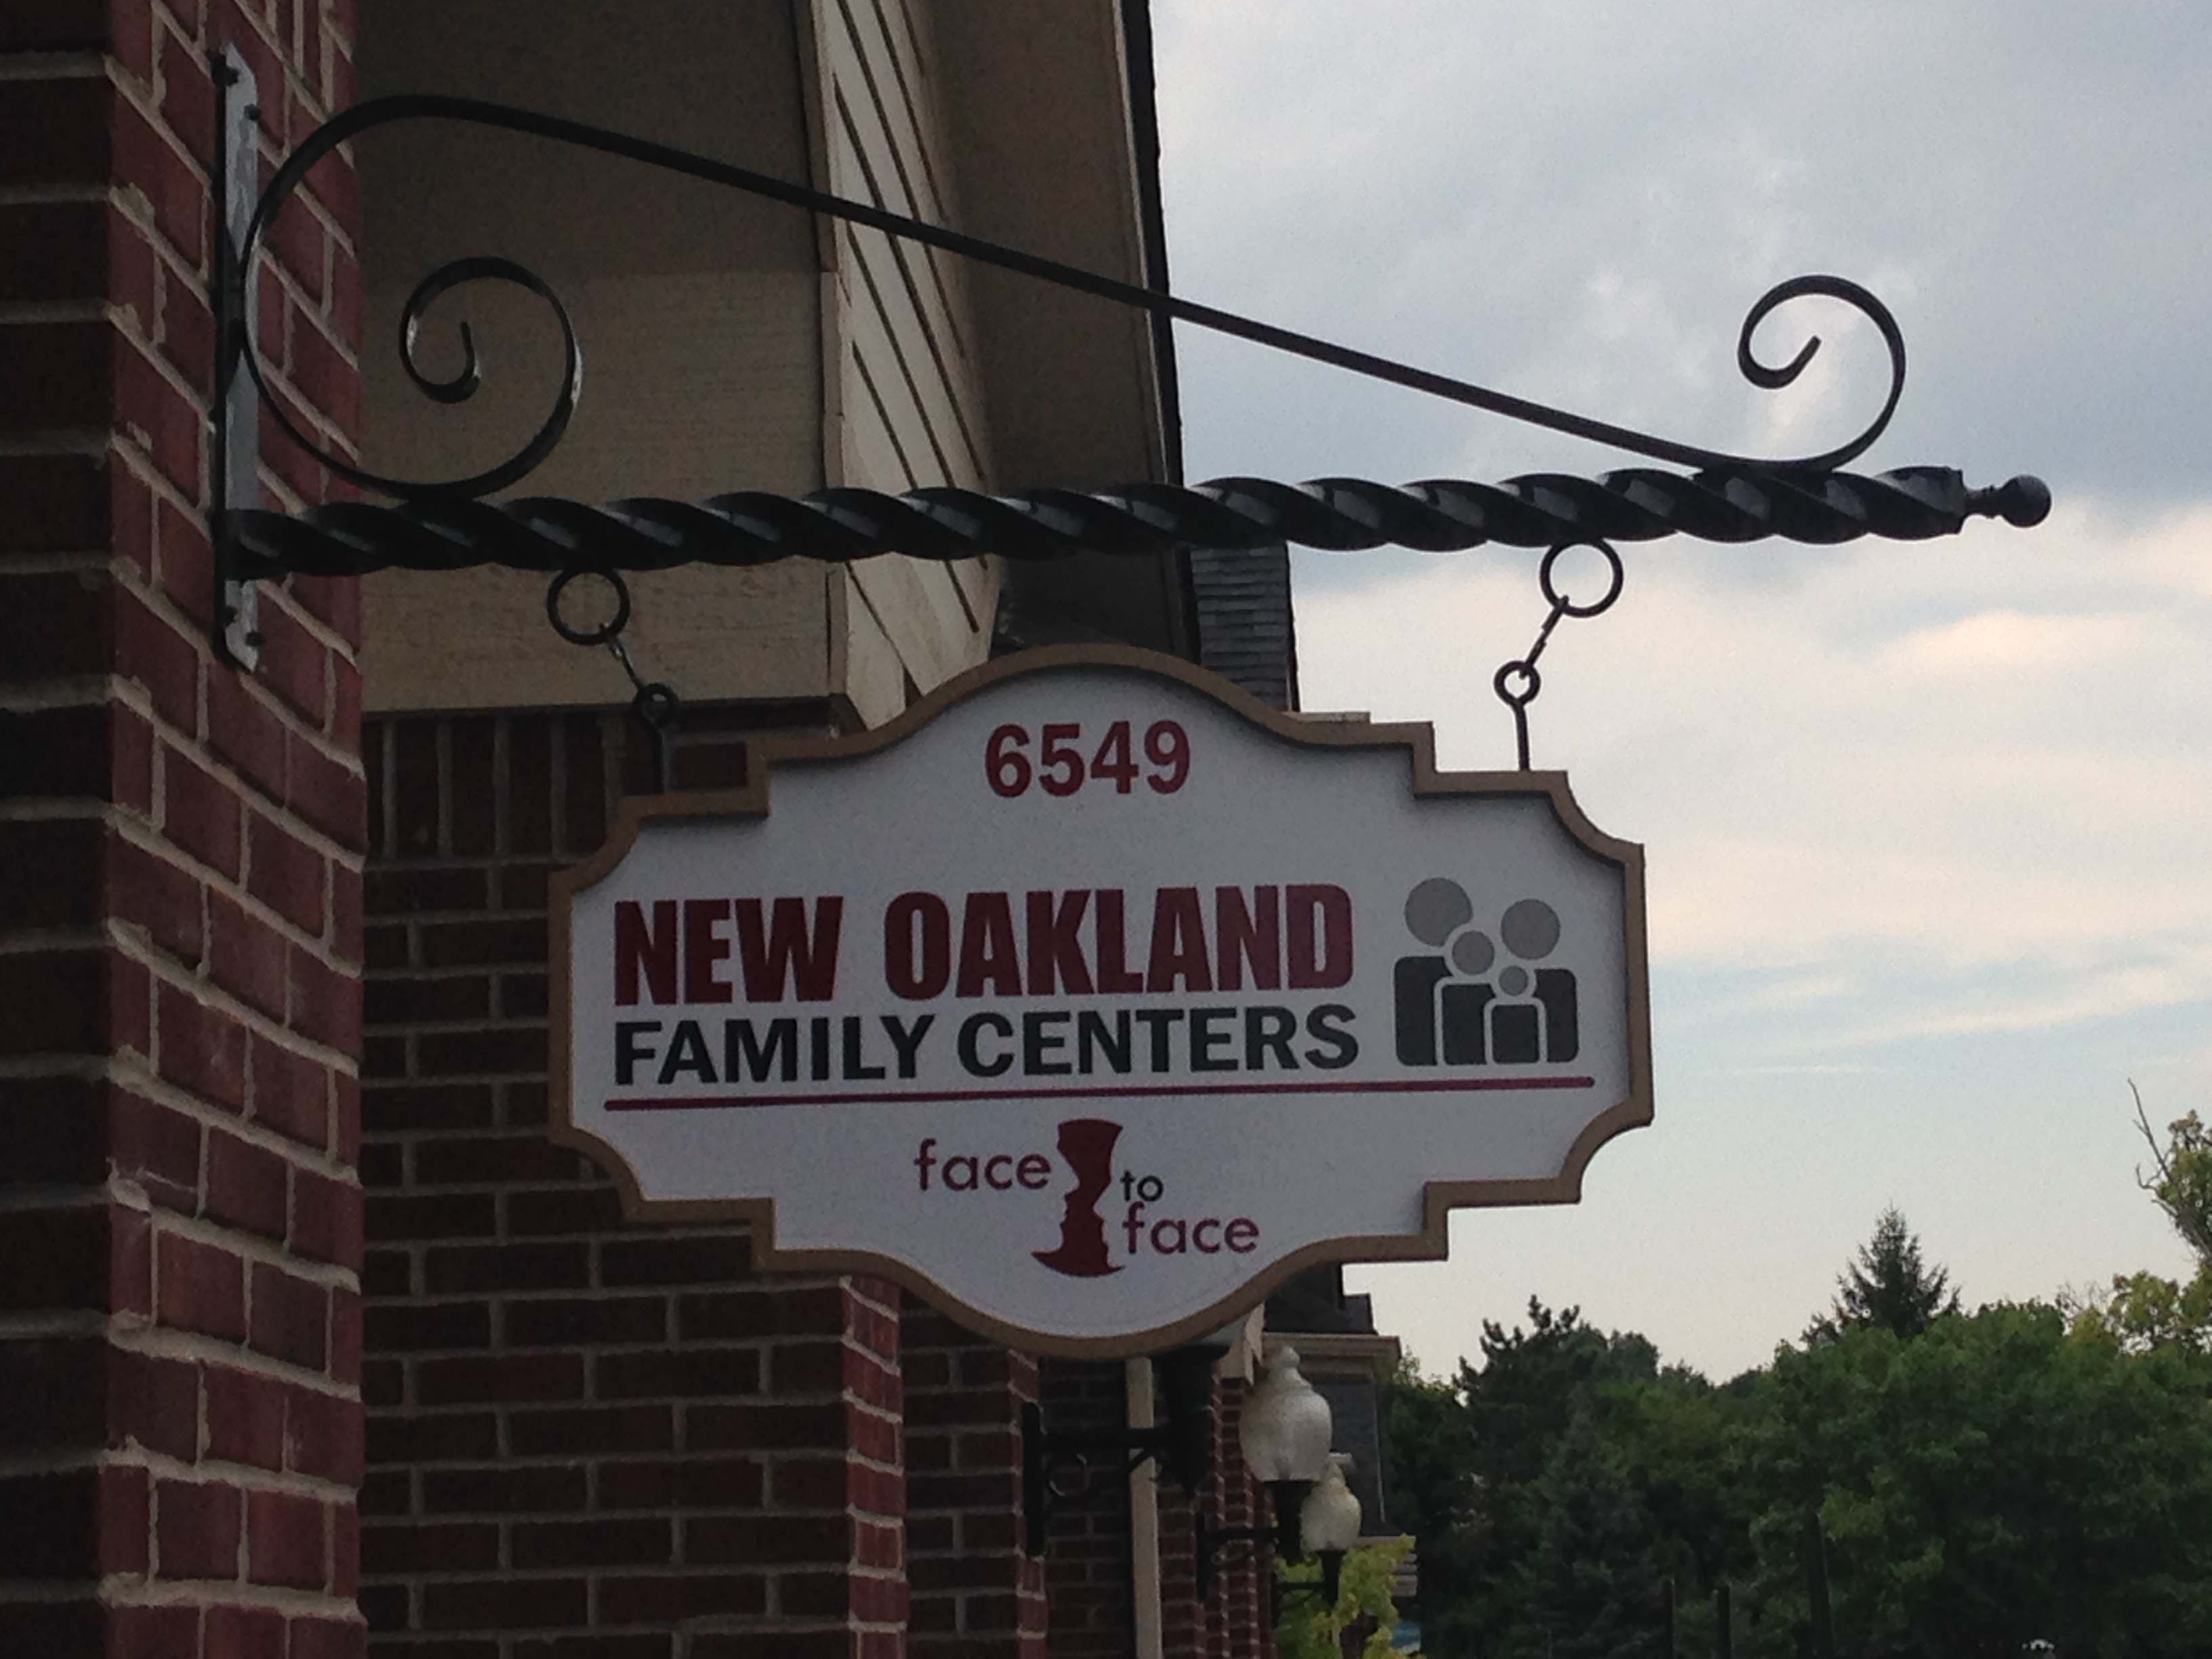 6549
NEW OAKLAND
FAMILY CENTERS
face to
face